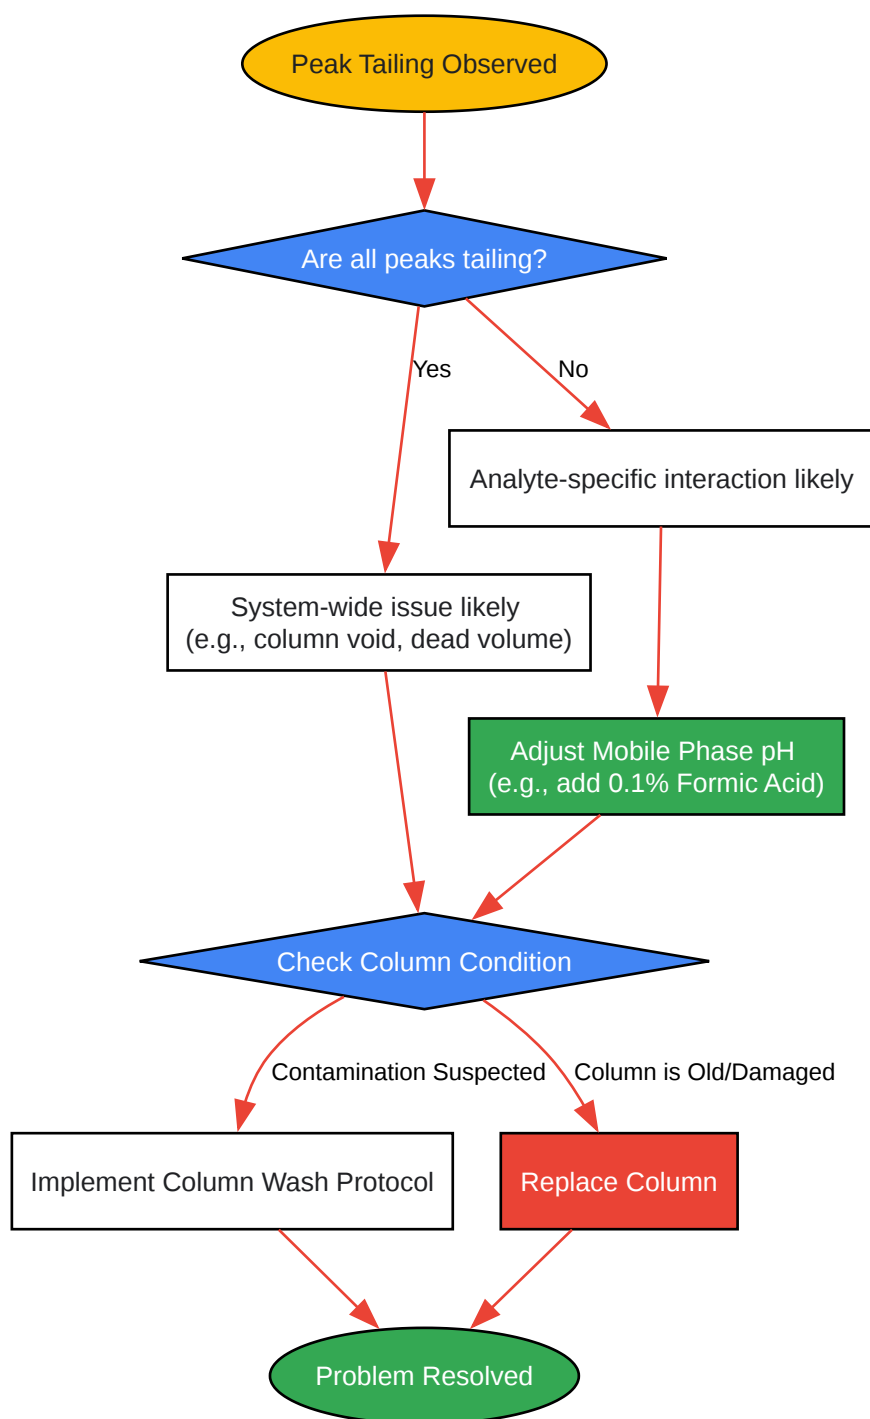 Peak Tailing Observed
Are all peaks tailing?
Yes
No
Analyte-specific interaction likely
System-wide issue likely
(e.g., column void, dead volume)
Adjust Mobile Phase pH
(e.g., add 0.1% Formic Acid)
Check Column Condition
Contamination Suspected
Column is Old/Damaged
Implement Column Wash Protocol
Replace Column
Problem Resolved